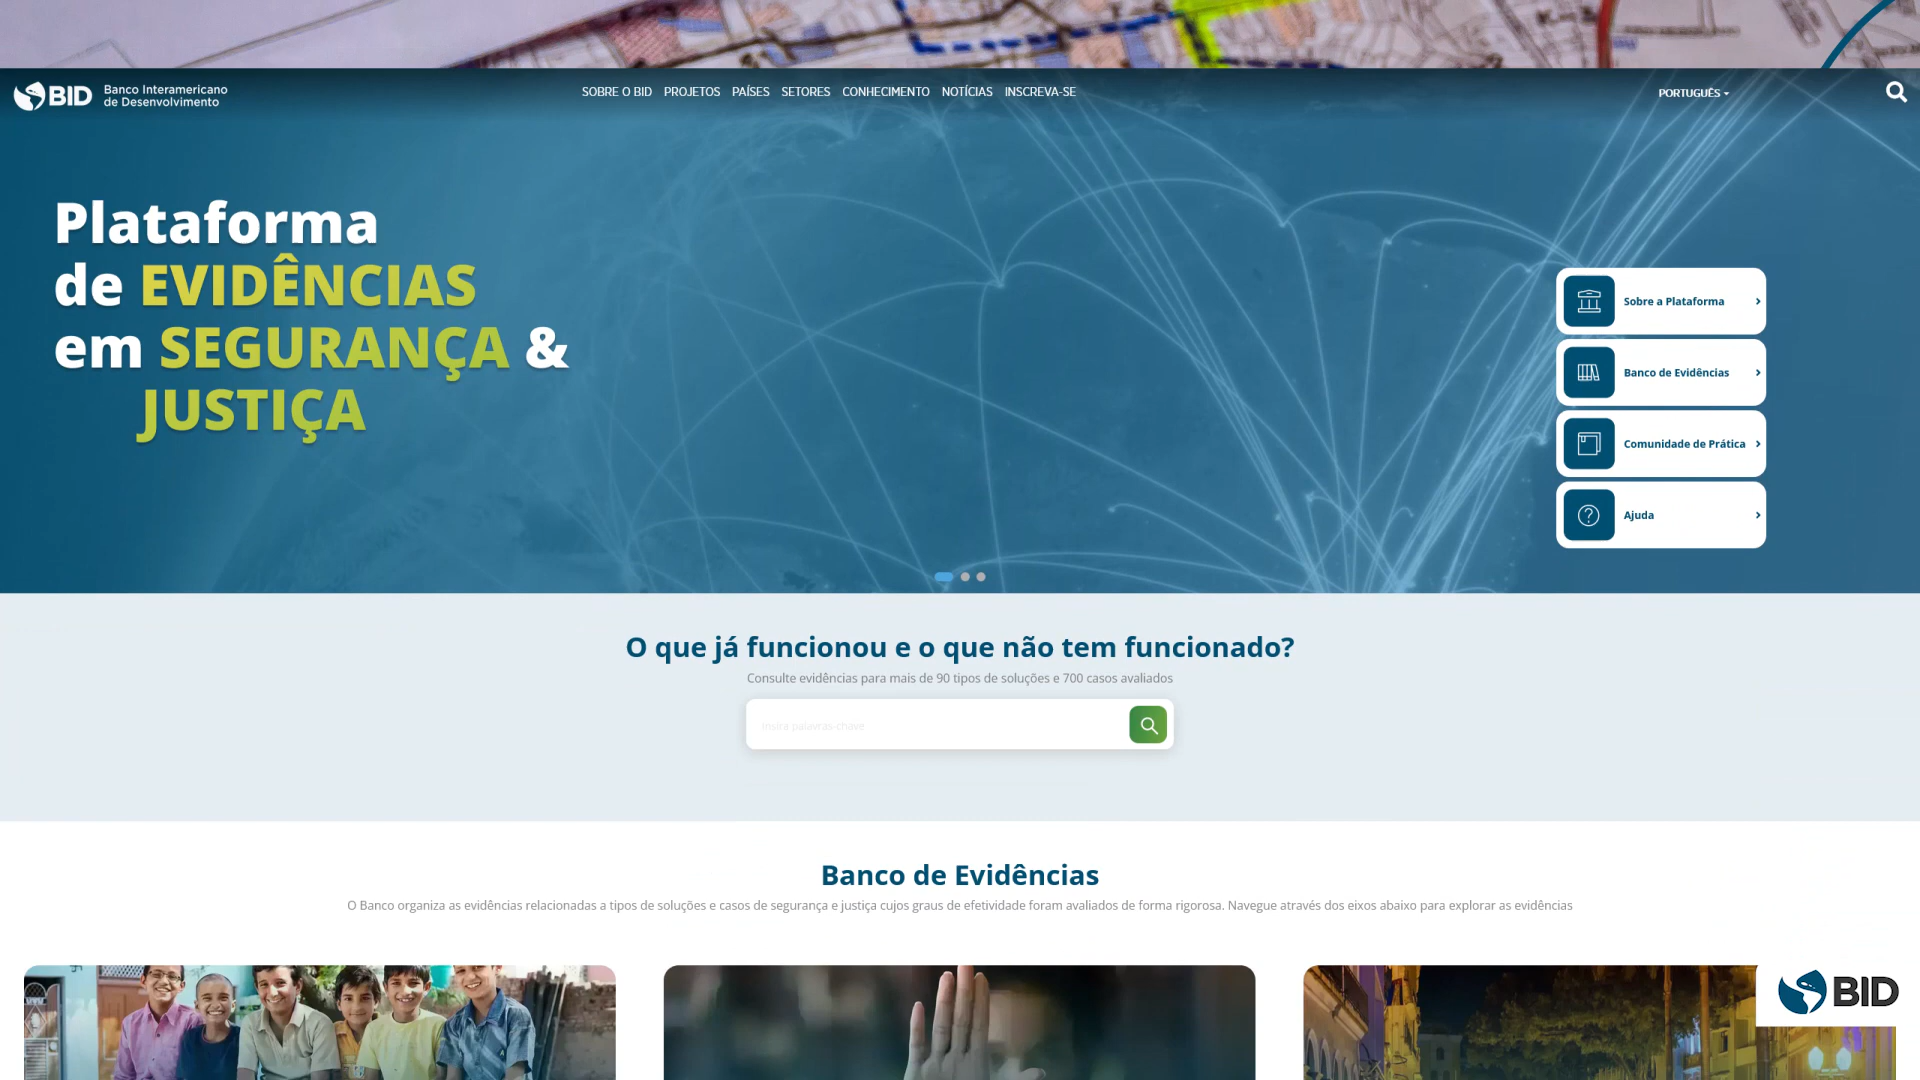 BID
Banco Interamericano
de Desenvolvimento
SOBRE O BID PROJETOS PAÍSES SETORES CONHECIMENTO NOTÍCIAS INSCREVA-SE
PORTUGUÊS
Plataforma
de EVIDÊNCIAS
em SEGURANÇA &
JUSTIÇA
Sobre a Plataforma
Banco de Evidências
Comunidade de Prática
Ajuda
O que já funcionou e o que não tem funcionado?
Consulte evidências para mais de 90 tipos de soluções e 700 casos avaliados
Insira palavras-chave
Banco de Evidências
O Banco organiza as evidências relacionadas a tipos de soluções e casos de segurança e justiça cujos graus de efetividade foram avaliados de forma rigorosa. Navegue através dos eixos abaixo para explorar as evidências
BID